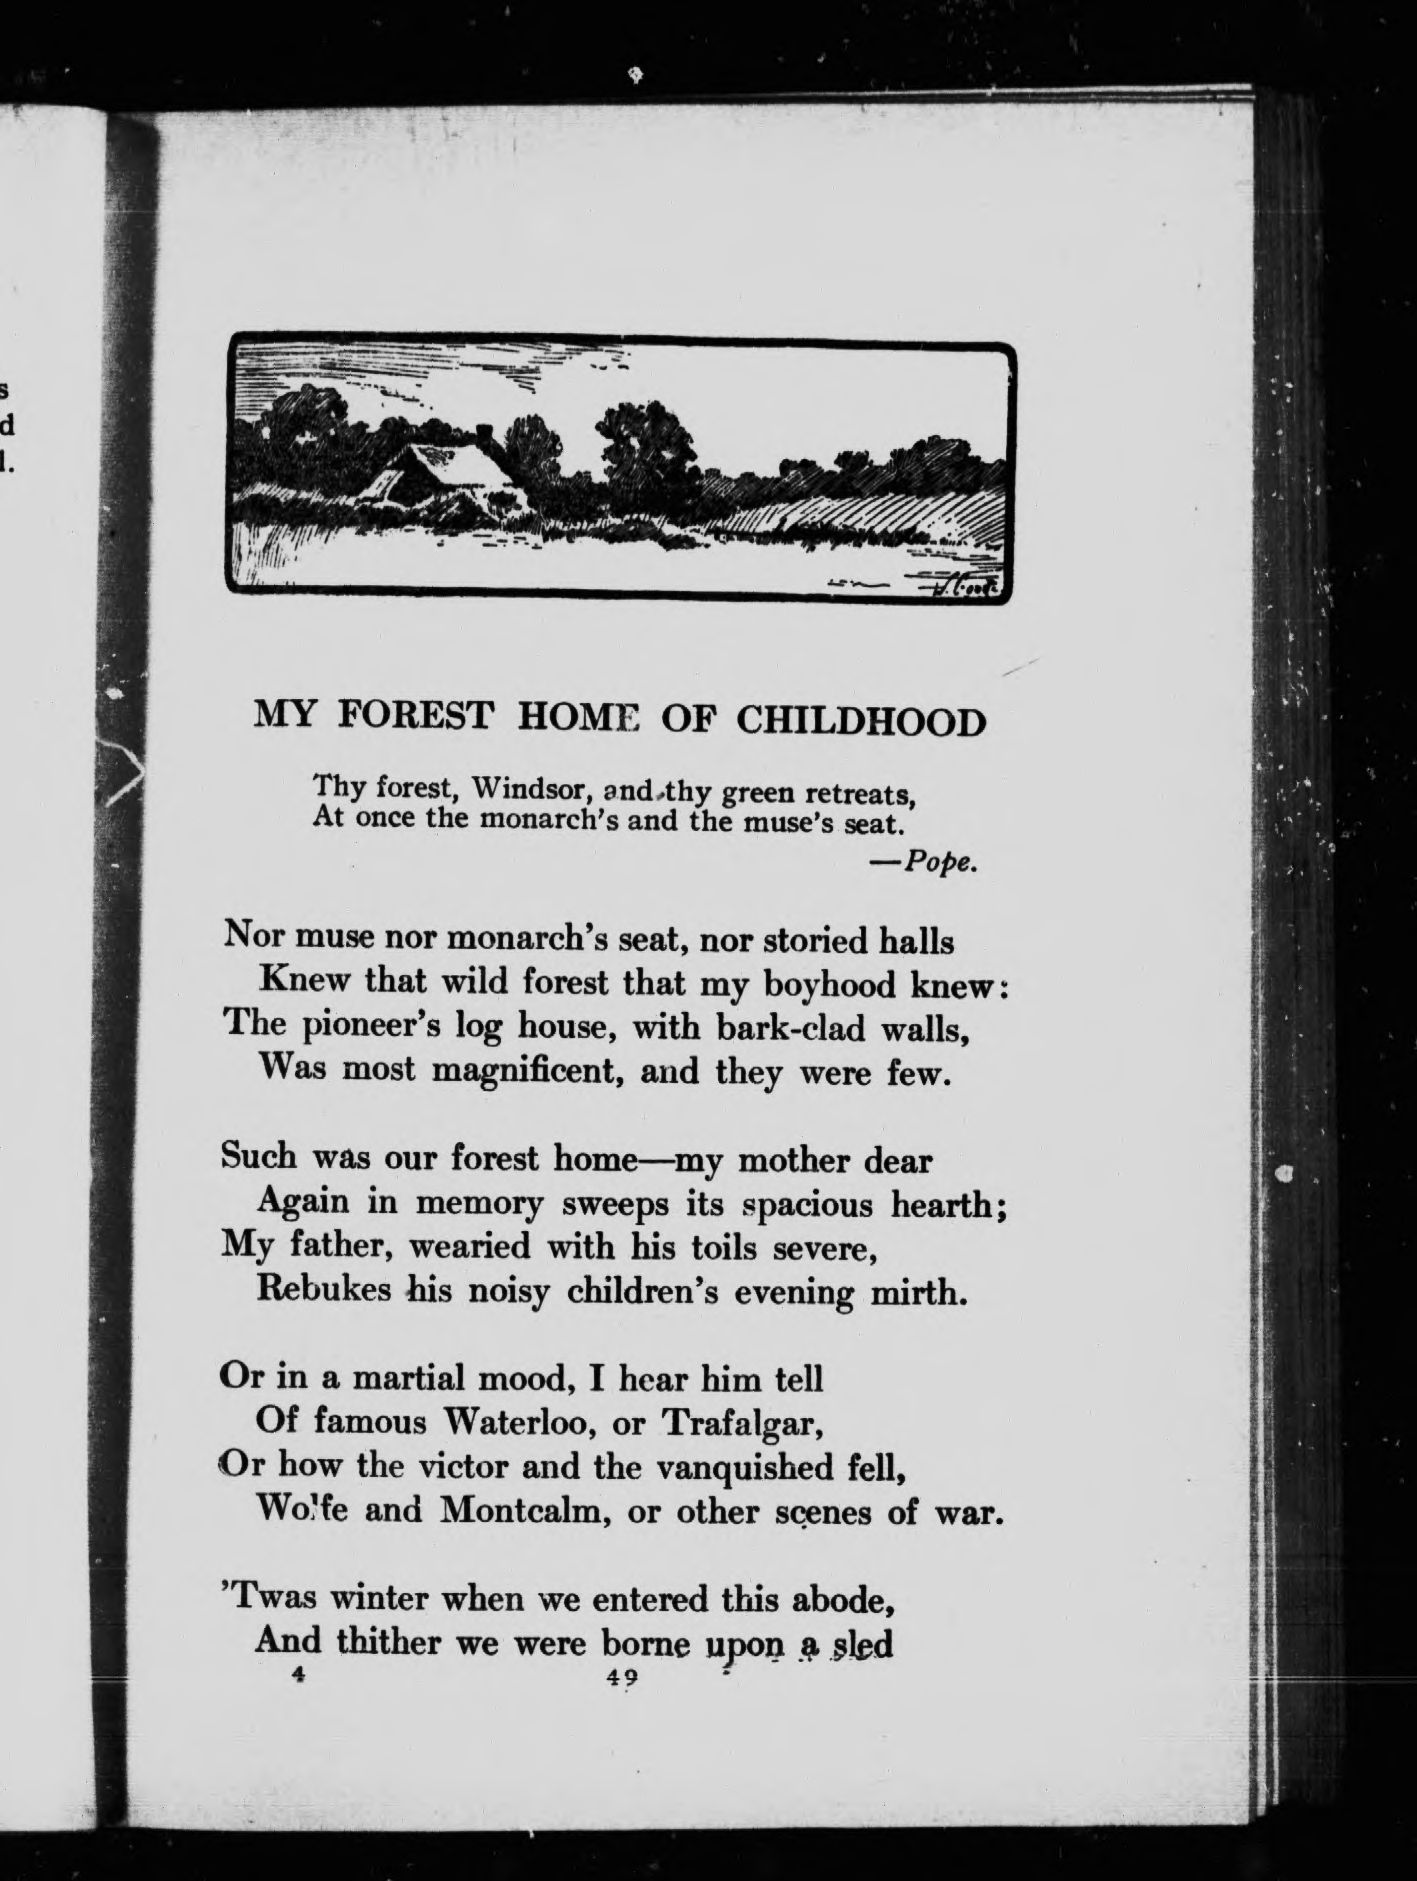 s
d
l.
MY FOREST HOME OF CHILDHOOD
Thy forest, Windsor, and thy green retreats,
At once the monarch's and the muse's seat.
—Pope.
Nor muse nor monarch's seat, nor storied halls
Knew that wild forest that my boyhood knew:
The pioneer's log house, with bark-clad walls,
Was most magnificent, and they were few.
Such was our forest home—my mother dear
Again in memory sweeps its spacious hearth;
My father, wearied with his toils severe,
Rebukes his noisy children's evening mirth.
Or in a martial mood, I hear him tell
Of famous Waterloo, or Trafalgar,
Or how the victor and the vanquished fell,
Wolfe and Montcalm, or other scenes of war.
'Twas winter when we entered this abode,
And thither we were borne upon a sled
4 49